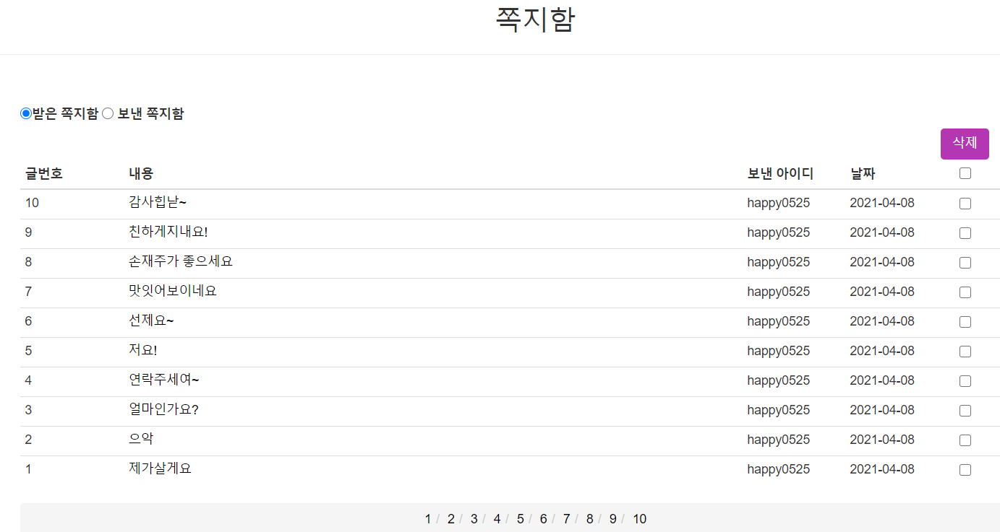 쪽지함
받은 쪽지함 보낸 쪽지함
삭제
글번호 내용 보낸 아이디 날짜
10 감사힙낟~ happy0525 2021-04-08
9 친하게지내요! happy0525 2021-04-08
8 손재주가 좋으세요 happy0525 2021-04-08
7 맛잇어보이네요 happy0525 2021-04-08
6 선제요~ happy0525 2021-04-08
5 저요! happy0525 2021-04-08
4 연락주세여~ happy0525 2021-04-08
3 얼마인가요? happy0525 2021-04-08
2 으악 happy0525 2021-04-08
1 제가살게요 happy0525 2021-04-08
1 / 2 / 3 / 4 / 5 / 6 / 7 / 8 / 9 / 10